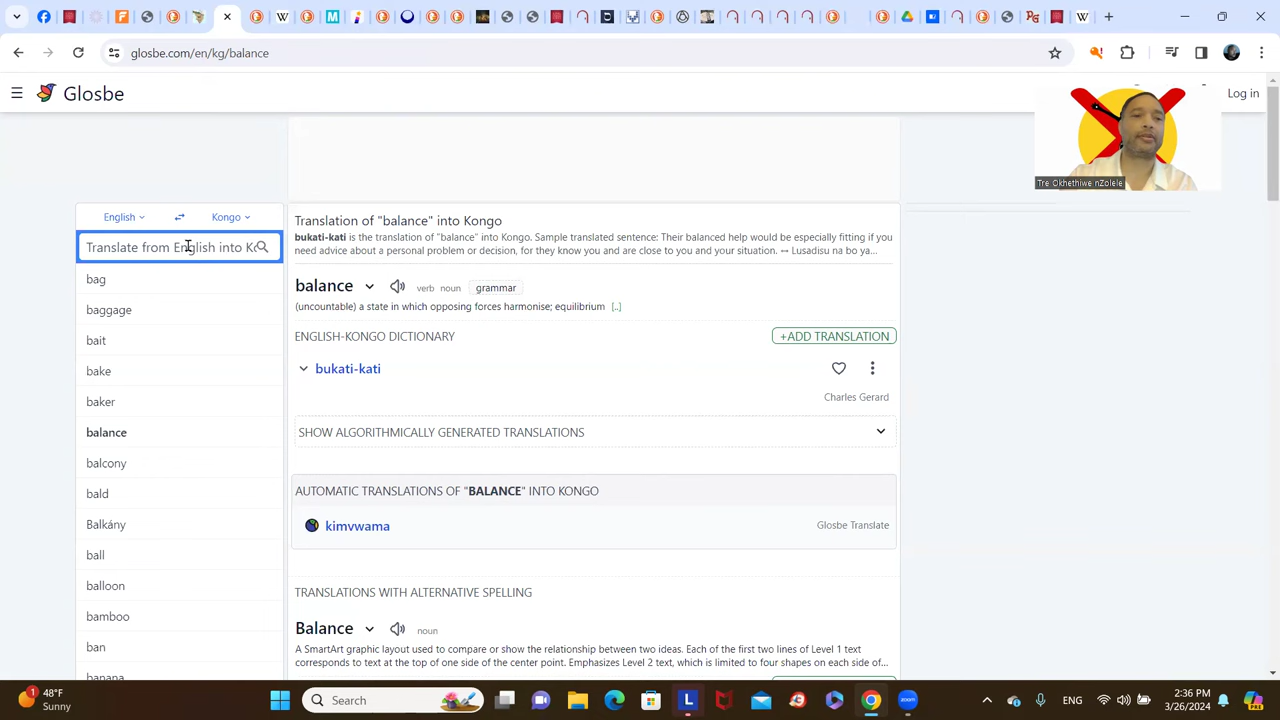 glosbe.com/en/kg/balance
Glosbe
Log in
Tre Okhethiwe nZolele
English
Kongo
Translate from English into Ko
bag
baggage
bait
bake
baker
balance
balcony
bald
Balkány
ball
balloon
bamboo
ban
banana
Translation of "balance" into Kongo
bukati-kati is the translation of "balance" into Kongo. Sample translated sentence: Their balanced help would be especially fitting if you
need advice about a personal problem or decision, for they know you and are close to you and your situation. ↔ Lusadisu na bo ya...
balance
verb noun grammar
(uncountable) a state in which opposing forces harmonise; equilibrium [..]
ENGLISH-KONGO DICTIONARY
+ADD TRANSLATION
bukati-kati
Charles Gerard
SHOW ALGORITHMICALLY GENERATED TRANSLATIONS
AUTOMATIC TRANSLATIONS OF "BALANCE" INTO KONGO
kimvwama
Glosbe Translate
TRANSLATIONS WITH ALTERNATIVE SPELLING
Balance
noun
A SmartArt graphic layout used to compare or show the relationship between two ideas. Each of the first two lines of Level 1 text
corresponds to text at the top of one side of the center point. Emphasizes Level 2 text, which is limited to four shapes on each side of...
1
48°F
Sunny
Search
ENG
2:36 PM
3/26/2024